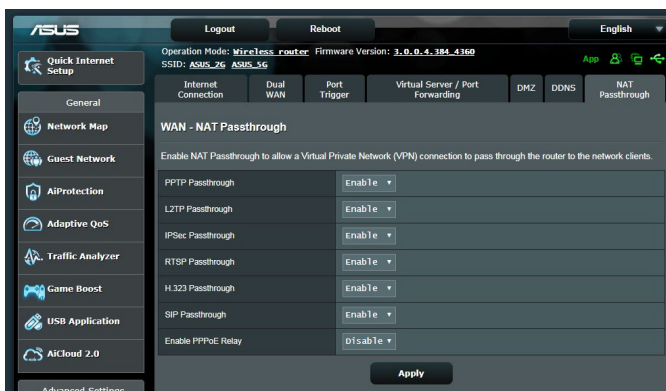 ASUS
Logout
Reboot
English
Quick Internet
Setup
Operation Mode: Wireless router Firmware Version: 3.0.0.4.384_4360
SSID: ASUS_2G ASUS_5G
App
General
Network Map
Guest Network
AiProtection
Adaptive QoS
Traffic Analyzer
Game Boost
USB Application
AiCloud 2.0
Advanced Settings
Internet
Connection
Dual
WAN
Port
Trigger
Virtual Server / Port
Forwarding
DMZ
DDNS
NAT
Passthrough
WAN - NAT Passthrough
Enable NAT Passthrough to allow a Virtual Private Network (VPN) connection to pass through the router to the network clients.
PPTP Passthrough Enable
L2TP Passthrough Enable
IPSec Passthrough Enable
RTSP Passthrough Enable
H.323 Passthrough Enable
SIP Passthrough Enable
Enable PPPoE Relay Disable
Apply